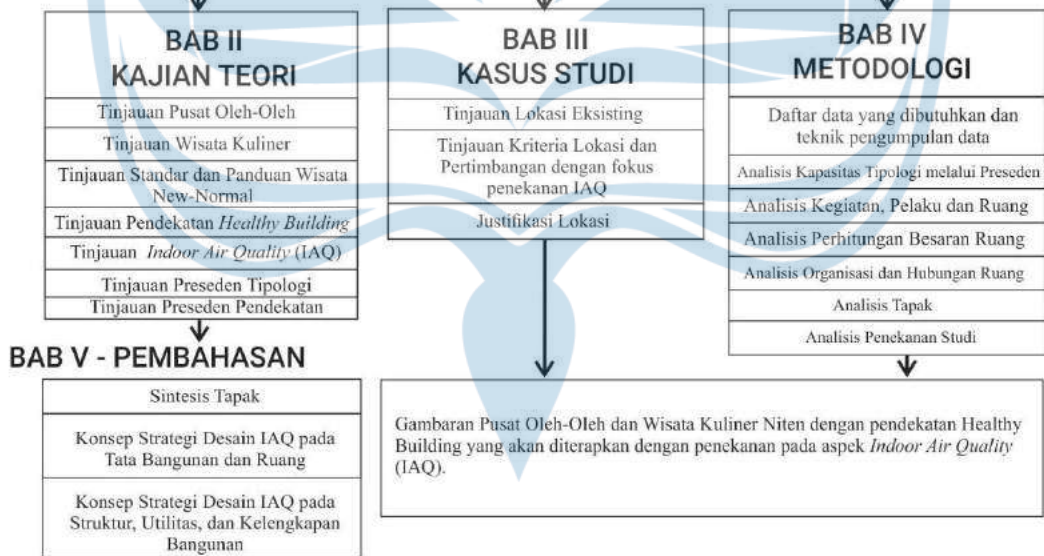 BAB II
KAJIAN TEORI
Tinjauan Pusat Oleh-Oleh
Tinjauan Wisata Kuliner
Tinjauan Standar dan Panduan Wisata
New-Normal
Tinjauan Pendekatan Healthy Building
Tinjauan Indoor Air Quality (IAQ)
Tinjauan Preseden Tipologi
Tinjauan Preseden Pendekatan
BAB III
KASUS STUDI
Tinjauan Lokasi Eksisting
Tinjauan Kriteria Lokasi dan
Pertimbangan dengan fokus
penekanan IAQ
Justifikasi Lokasi
BAB IV
METODOLOGI
Daftar data yang dibutuhkan dan
teknik pengumpulan data
Analisis Kapasitas Tipologi melalui Preseden
Analisis Kegiatan, Pelaku dan Ruang
Analisis Perhitungan Besaran Ruang
Analisis Organisasi dan Hubungan Ruang
Analisis Tapak
Analisis Penekanan Studi
BAB V - PEMBAHASAN
Sintesis Tapak
Konsep Strategi Desain IAQ pada
Tata Bangunan dan Ruang
Konsep Strategi Desain IAQ pada
Struktur, Utilitas, dan Kelengkapan
Bangunan
Gambaran Pusat Oleh-Oleh dan Wisata Kuliner Niten dengan pendekatan Healthy
Building yang akan diterapkan dengan penekanan pada aspek Indoor Air Quality
(IAQ).